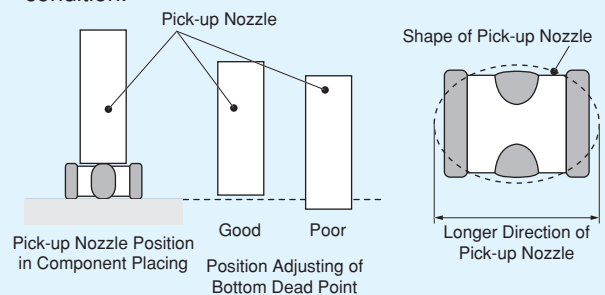 condition.
Pick-up Nozzle
Shape of Pick-up Nozzle
Good
Poor
Pick-up Nozzle Position
in Component Placing
Position Adjusting of
Bottom Dead Point
Longer Direction of
Pick-up Nozzle